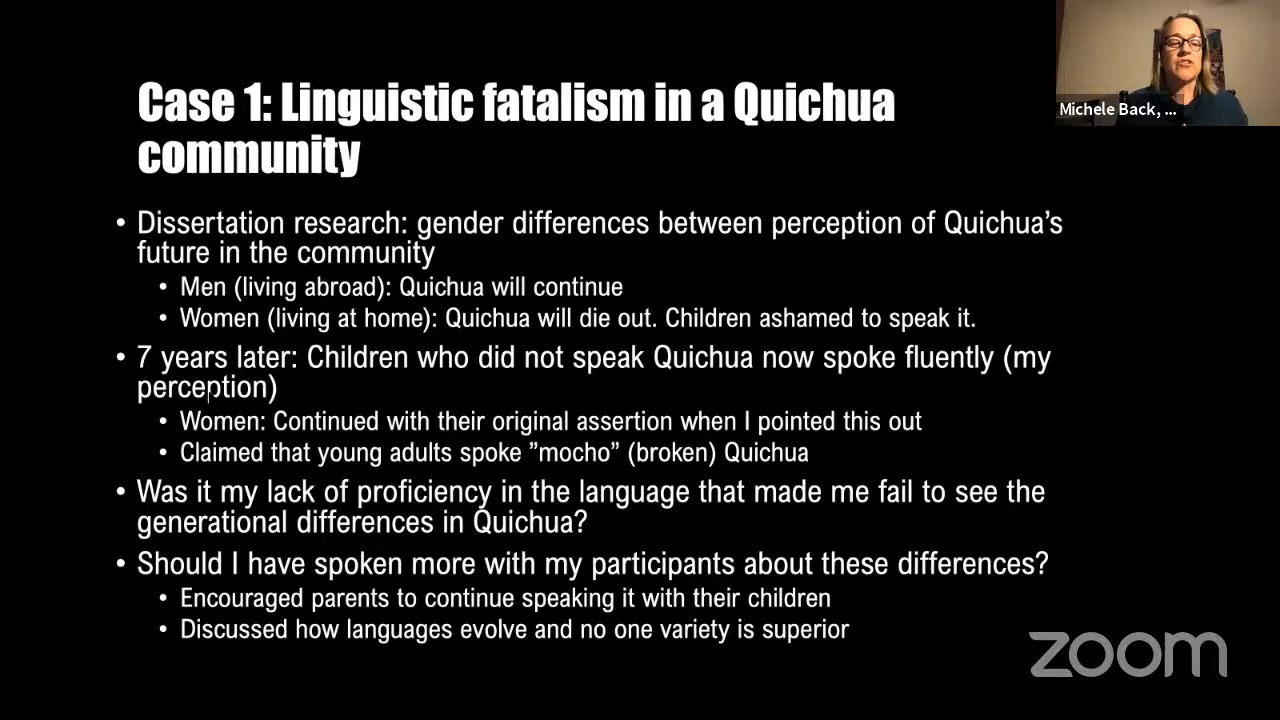 Case 1: Linguistic fatalism in a Quichua
community
• Dissertation research: gender differences between perception of Quichua's
future in the community
• Men (living abroad): Quichua will continue
• Women (living at home): Quichua will die out. Children ashamed to speak it.
• 7 years later: Children who did not speak Quichua now spoke fluently (my
perception)
• Women: Continued with their original assertion when I pointed this out
• Claimed that young adults spoke ”mocho” (broken) Quichua
• Was it my lack of proficiency in the language that made me fail to see the
generational differences in Quichua?
• Should I have spoken more with my participants about these differences?
• Encouraged parents to continue speaking it with their children
• Discussed how languages evolve and no one variety is superior
Michele Back, ...
zoom